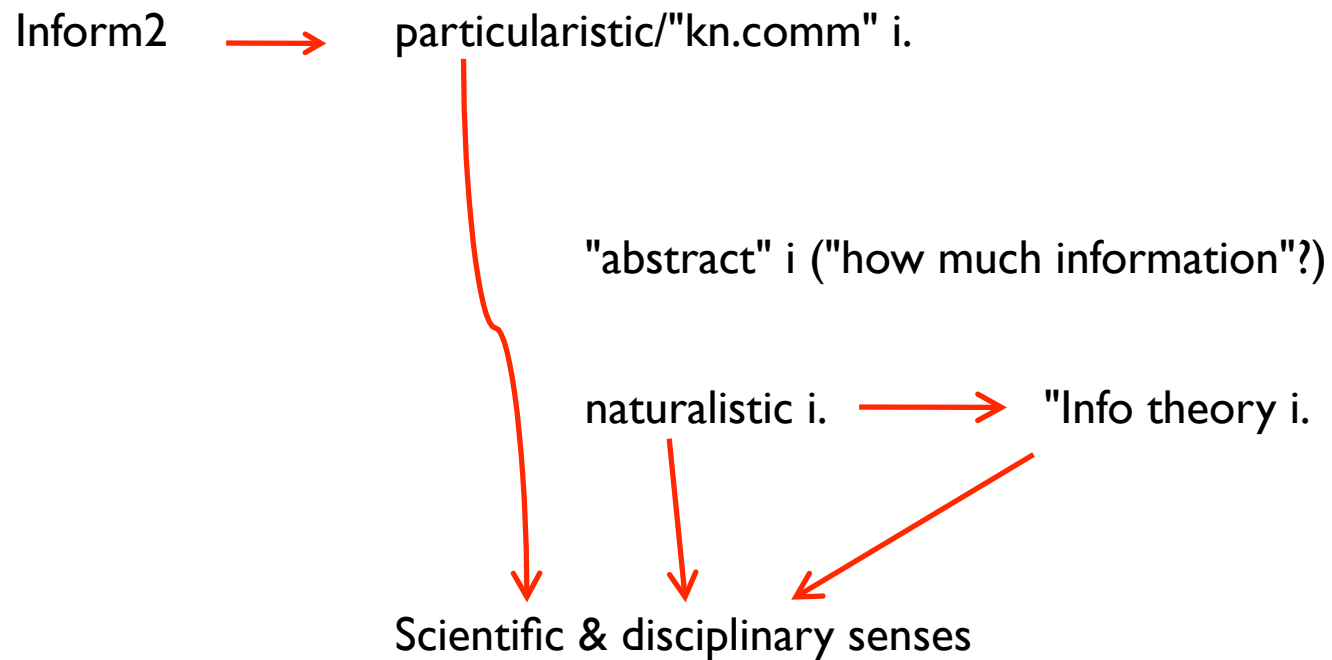 Inform2
particularistic/"kn.comm" i.
"abstract" i ("how much information"?)
naturalistic i.
"Info theory i.
Scientific & disciplinary senses